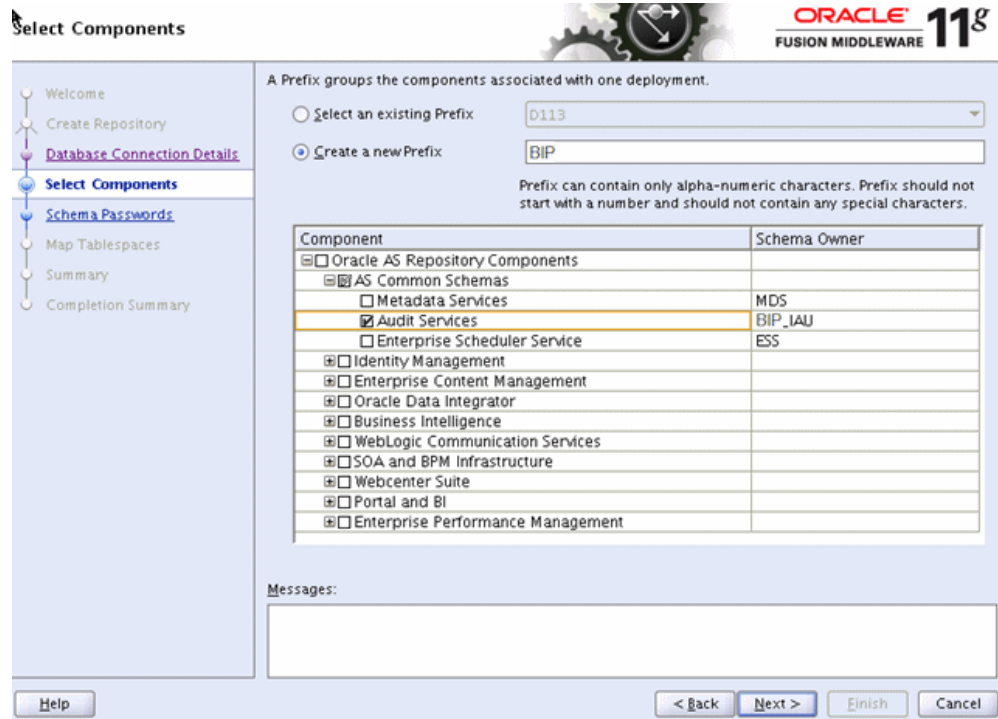 Select Components
ORACLE
FUSION MIDDLEWARE 11g
Welcome
Create Repository
Database Connection Details
Select Components
Schema Passwords
Map Tablespaces
Summary
Completion Summary
A Prefix groups the components associated with one deployment.
Select an existing Prefix D113
Create a new Prefix BIP
Prefix can contain only alpha-numeric characters. Prefix should not
start with a number and should not contain any special characters.
Component Schema Owner
Oracle AS Repository Components
AS Common Schemas
Metadata Services MDS
Audit Services BIP_IAU
Enterprise Scheduler Service ESS
Identity Management
Enterprise Content Management
Oracle Data Integrator
Business Intelligence
WebLogic Communication Services
SOA and BPM Infrastructure
Webcenter Suite
Portal and BI
Enterprise Performance Management
Messages:
Help < Back Next > Finish Cancel